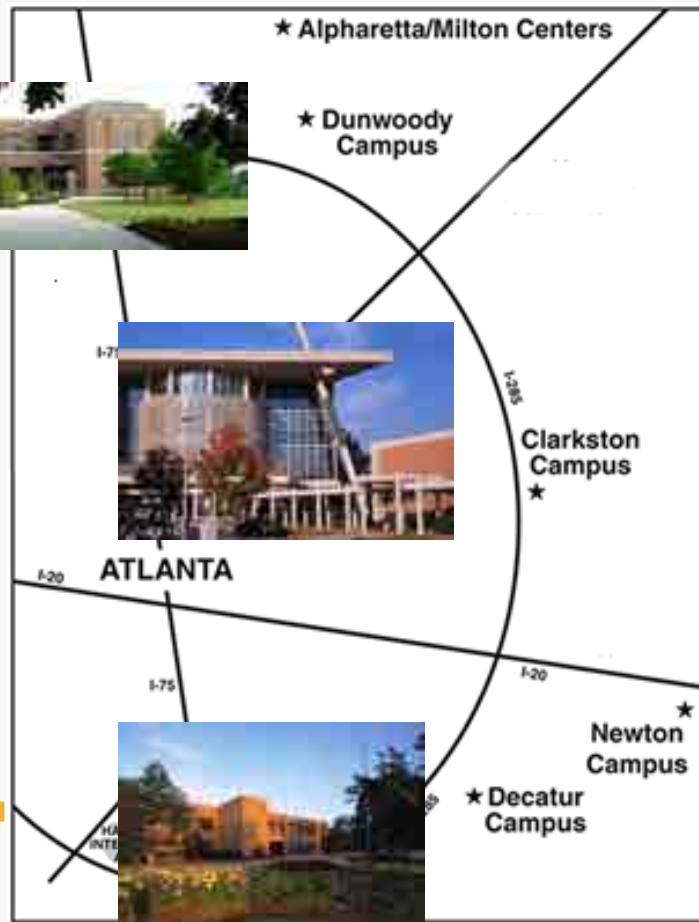 Alpharetta/Milton Centers
Dunwoody
Campus
I-285
Clarkston
Campus
I-20
ATLANTA
I-20
I-75
Newton
Campus
Decatur
Campus